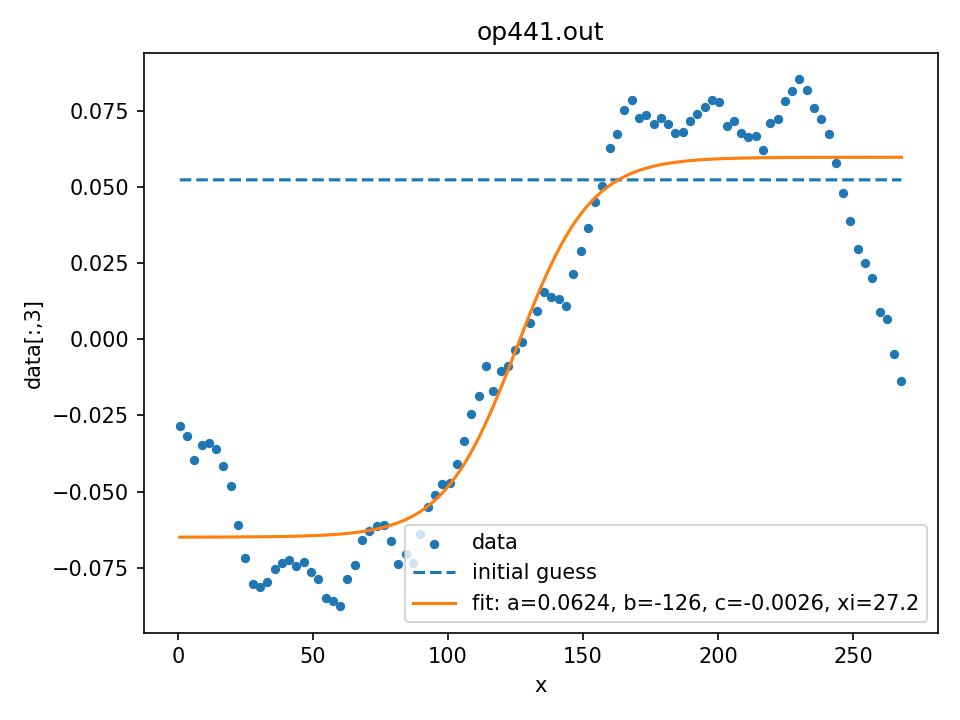 op441.out
0.075
0.050
0.025
0.000
−0.025
−0.050
−0.075
data[:,3]
data
initial guess
fit: a=0.0624, b=-126, c=-0.0026, xi=27.2
0 50 100 150 200 250
x